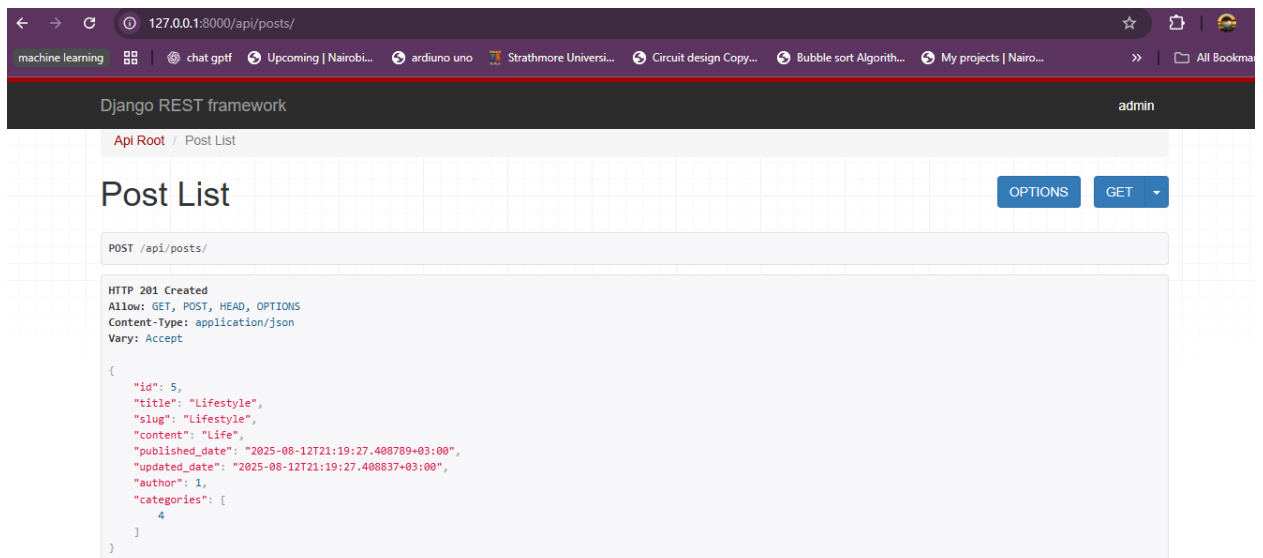 127.0.0.1:8000/api/posts/
machine learning chat gptf Upcoming | Nairobi... ardiuno uno Strathmore Universi... Circuit design Copy... Bubble sort Algorith... My projects | Nairo... » All Bookma
Django REST framework admin
Api Root / Post List
Post List OPTIONS GET
POST /api/posts/
HTTP 201 Created
Allow: GET, POST, HEAD, OPTIONS
Content-Type: application/json
Vary: Accept
{
"id": 5,
"title": "Lifestyle",
"slug": "Lifestyle",
"content": "Life",
"published_date": "2025-08-12T21:19:27.408789+03:00",
"updated_date": "2025-08-12T21:19:27.408837+03:00",
"author": 1,
"categories": [
4
]
}